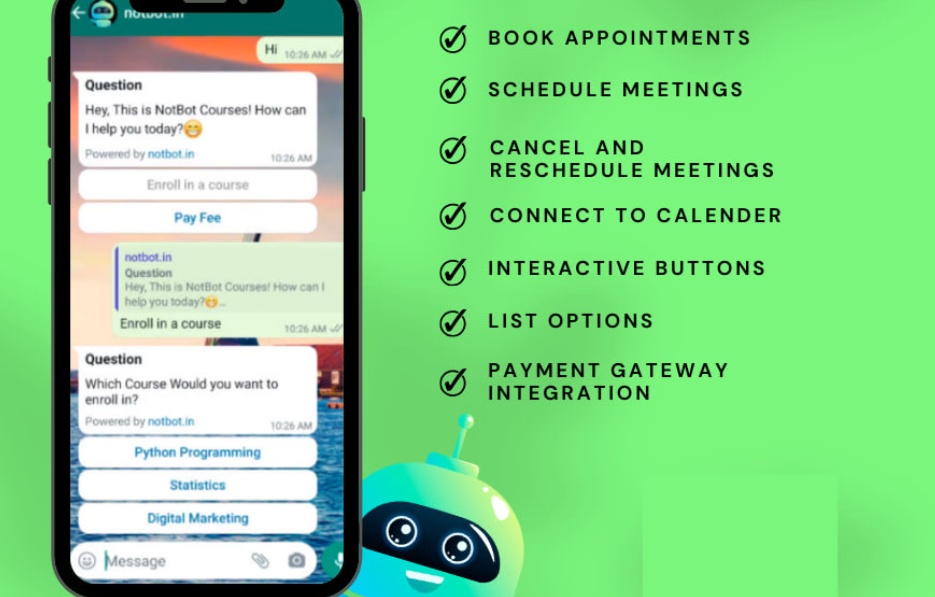 notbot.in
Hi
10:26 AM
Question
Hey, This is NotBot Courses! How can
I help you today?😁
Powered by notbot.in
10:26 AM
Enroll in a course
Pay Fee
notbot.in
Question
Hey, This is NotBot Courses! How can I
help you today?😁...
Enroll in a course
10:26 AM
Question
Which Course Would you want to
enroll in?
Powered by notbot.in
10:26 AM
Python Programming
Statistics
Digital Marketing
Message
BOOK APPOINTMENTS
SCHEDULE MEETINGS
CANCEL AND
RESCHEDULE MEETINGS
CONNECT TO CALENDER
INTERACTIVE BUTTONS
LIST OPTIONS
PAYMENT GATEWAY
INTEGRATION